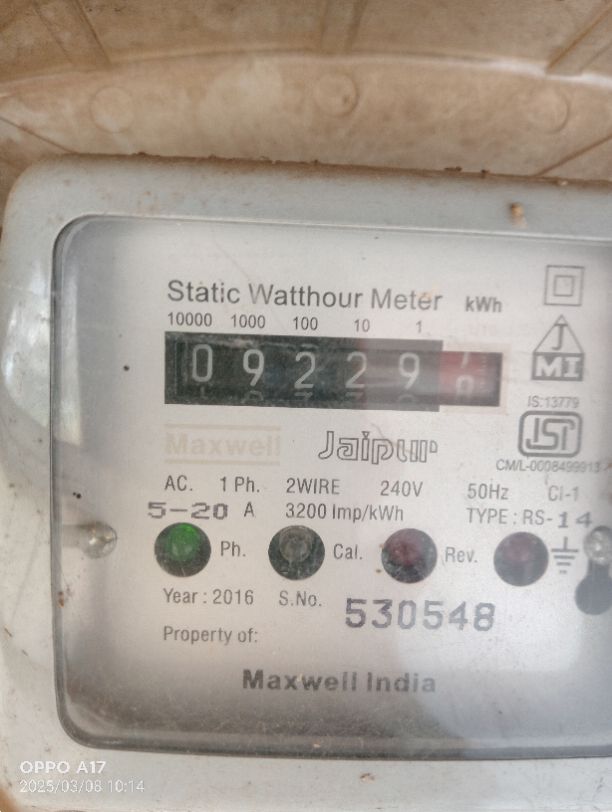 Static Watthour Meter kWh
10000 1000 100 10 1
0 9 2 2 9
J
MI
IS:13779
ISI
Maxwell Jaipur
CM/L-0008499913
AC. 1 Ph. 2WIRE 240V 50Hz Cl-1
5-20 A 3200 Imp/kWh TYPE : RS-14
Ph. Cal. Rev.
Year : 2016 S.No. 530548
Property of:
Maxwell India
OPPO A17
2025/03/08 10:14